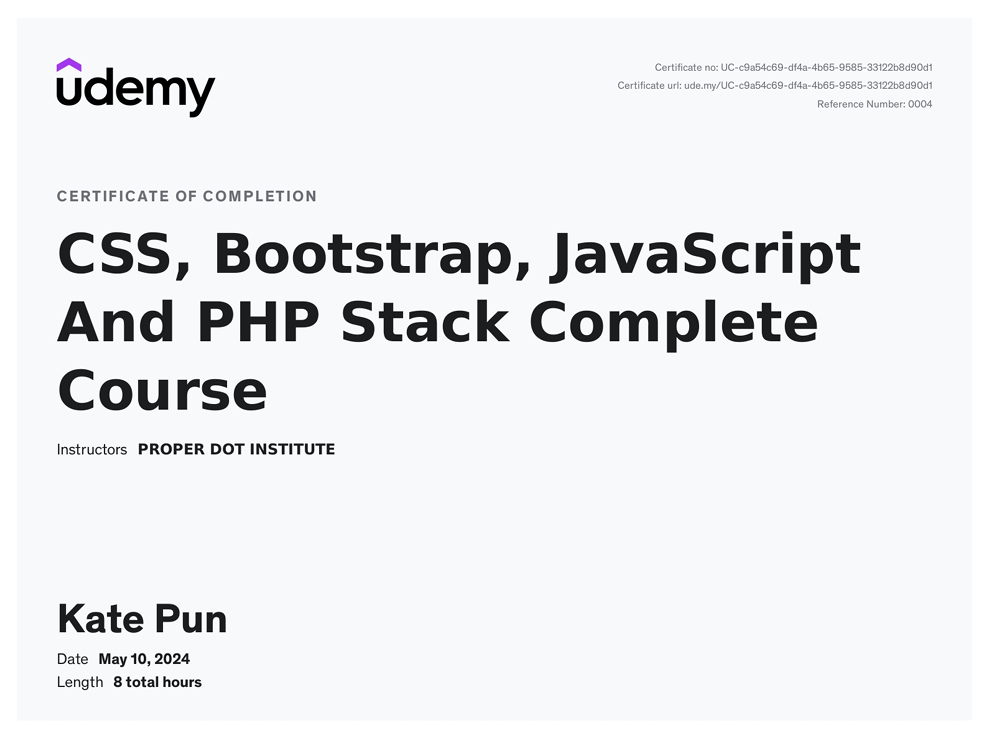 udemy
Certificate no: UC-c9a54c69-df4a-4b65-9585-33122b8d90d1
Certificate url: ude.my/UC-c9a54c69-df4a-4b65-9585-33122b8d90d1
Reference Number: 0004
CERTIFICATE OF COMPLETION
CSS, Bootstrap, JavaScript
And PHP Stack Complete
Course
Instructors PROPER DOT INSTITUTE
Kate Pun
Date May 10, 2024
Length 8 total hours